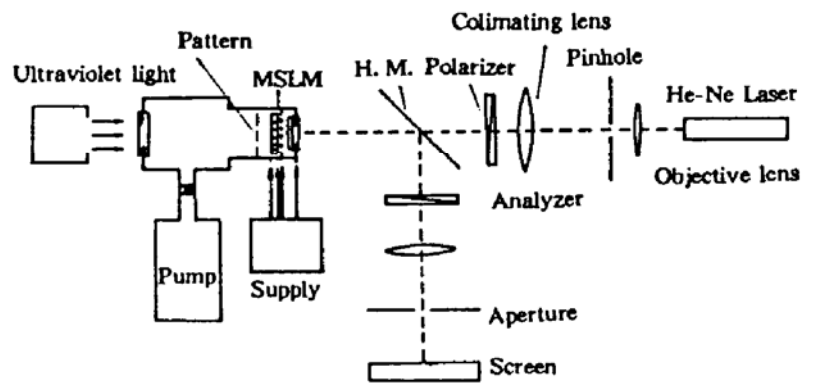 Colimating lens
Pattern
H. M. Polarizer
Pinhole
Ultraviolet light
MSLM
He-Ne Laser
Objective lens
Analyzer
Pump
Supply
Aperture
Screen